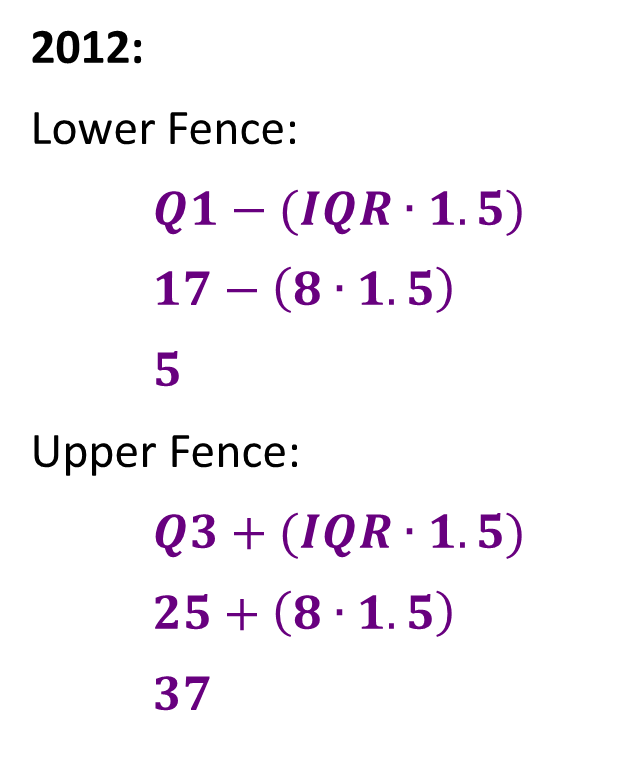 2012:
Lower Fence:
Q1 − (IQR · 1.5)
17 − (8 · 1.5)
5
Upper Fence:
Q3 + (IQR · 1.5)
25 + (8 · 1.5)
37